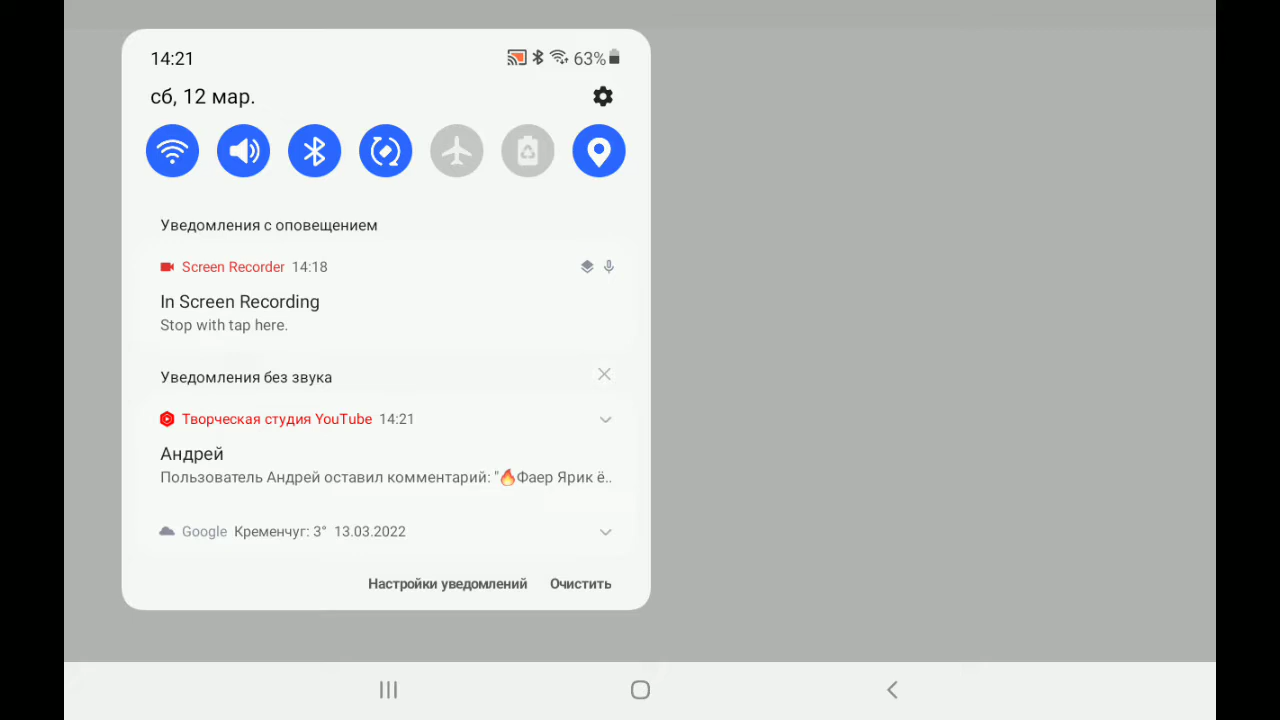 14:21
63%
сб, 12 мар.
Уведомления с оповещением
Screen Recorder 14:18
In Screen Recording
Stop with tap here.
Уведомления без звука
Творческая студия YouTube 14:21
Андрей
Пользователь Андрей оставил комментарий: "🔥Фаер Ярик ё..
Google Кременчуг: 3° 13.03.2022
Настройки уведомлений Очистить